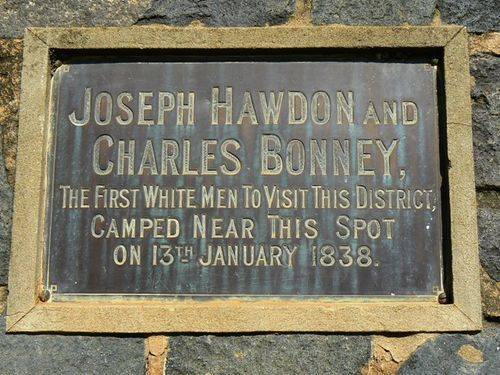 JOSEPH HAWDON AND
CHARLES BONNEY,
THE FIRST WHITE MEN TO VISIT THIS DISTRICT,
CAMPED NEAR THIS SPOT
ON 13TH JANUARY 1838.